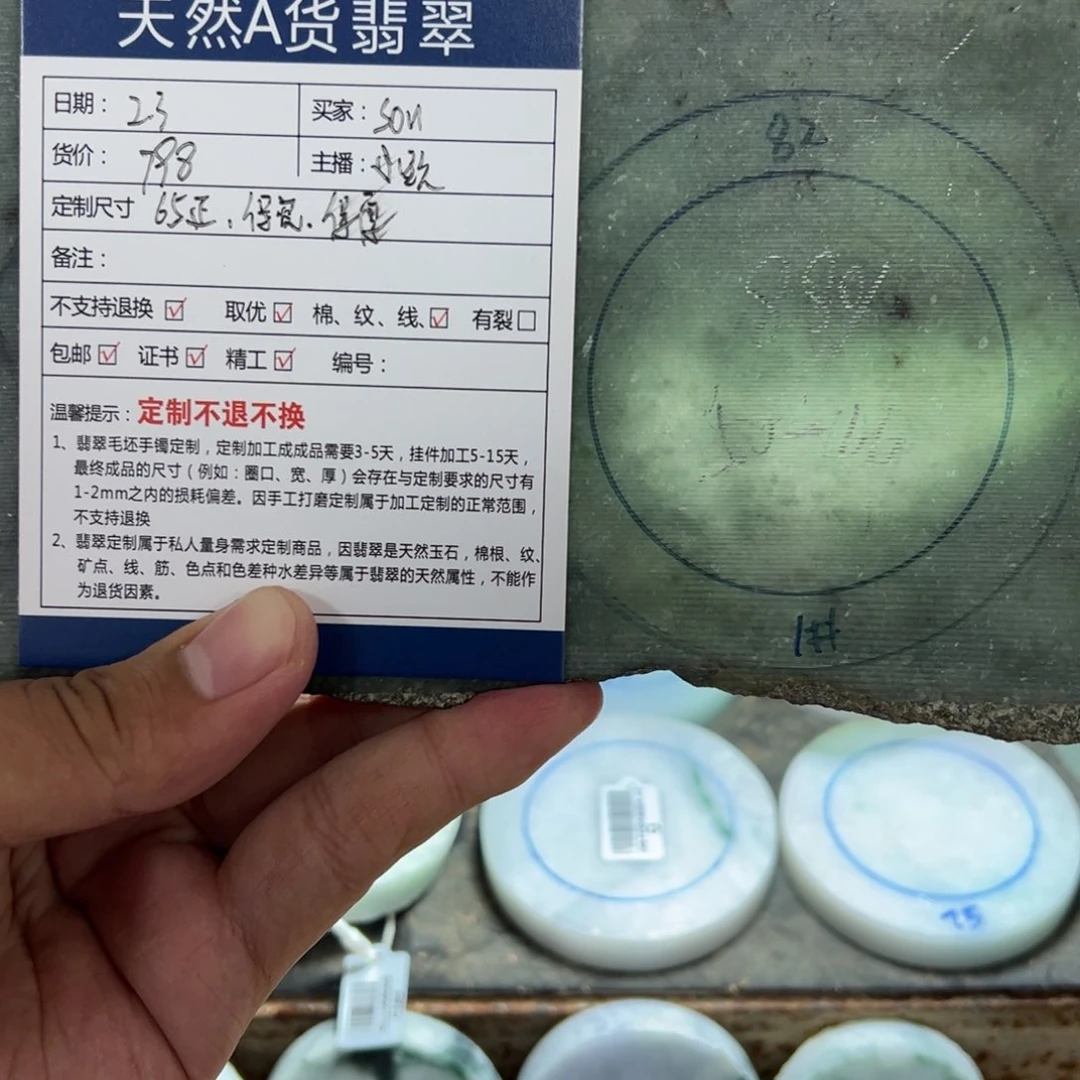 天然A货翡翠
日期：23 买家：son
货价：798 主播：
定制尺寸 65正、保宽、保厚
备注：
不支持退换☑ 取优☑ 棉、纹、线、☑ 有裂☐
包邮☑ 证书☑ 精工☑ 编号：
温馨提示：定制不退不换
1、翡翠毛坯手镯定制，定制加工成成品需要3-5天，挂件加工5-15天，
最终成品的尺寸（例如：圈口、宽、厚）会存在与定制要求的尺寸有
1-2mm之内的损耗偏差。因手工打磨定制属于加工定制的正常范围，
不支持退换
2、翡翠定制属于私人量身需求定制商品，因翡翠是天然玉石，棉根、纹、
矿点、线、筋、色点和色差种水差异等属于翡翠的天然属性，不能作
为退货因素。
82
1#
75